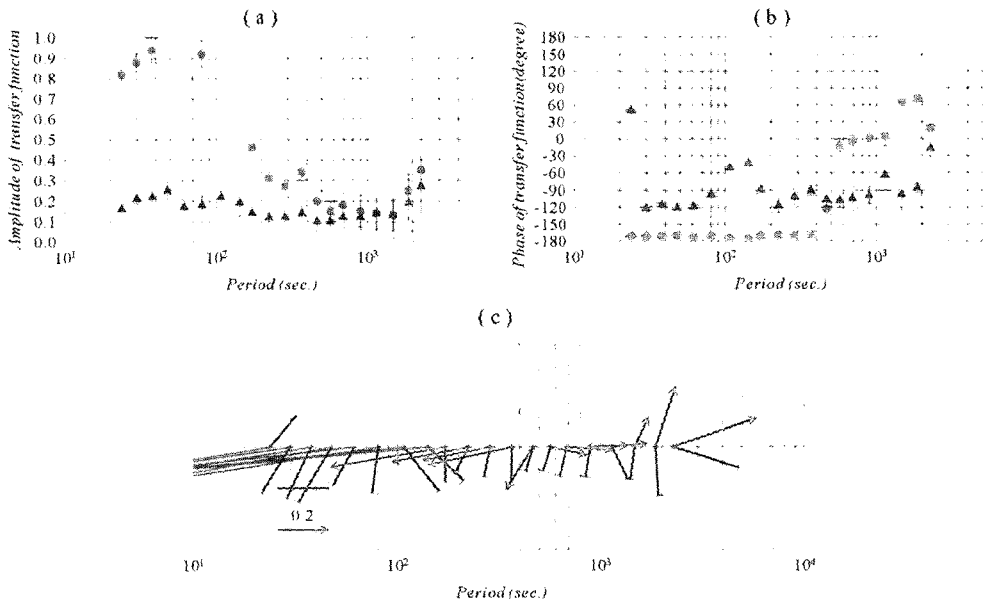 ( a )
Amplitude of transfer function
1.0
0.9
0 8
0 7
0 6
0.5
0.4
0.3
0.2
0.1
0.0
10¹ 10² 10³
Period (sec.)
( b )
Phase of transfer function(degree)
180
150
120
90
60
30
0
-30
-60
-90
-120
-150
-180
10¹ 10² 10³
Period (sec.)
( c )
0 2
10¹ 10² 10³ 10⁴
Period (sec.)